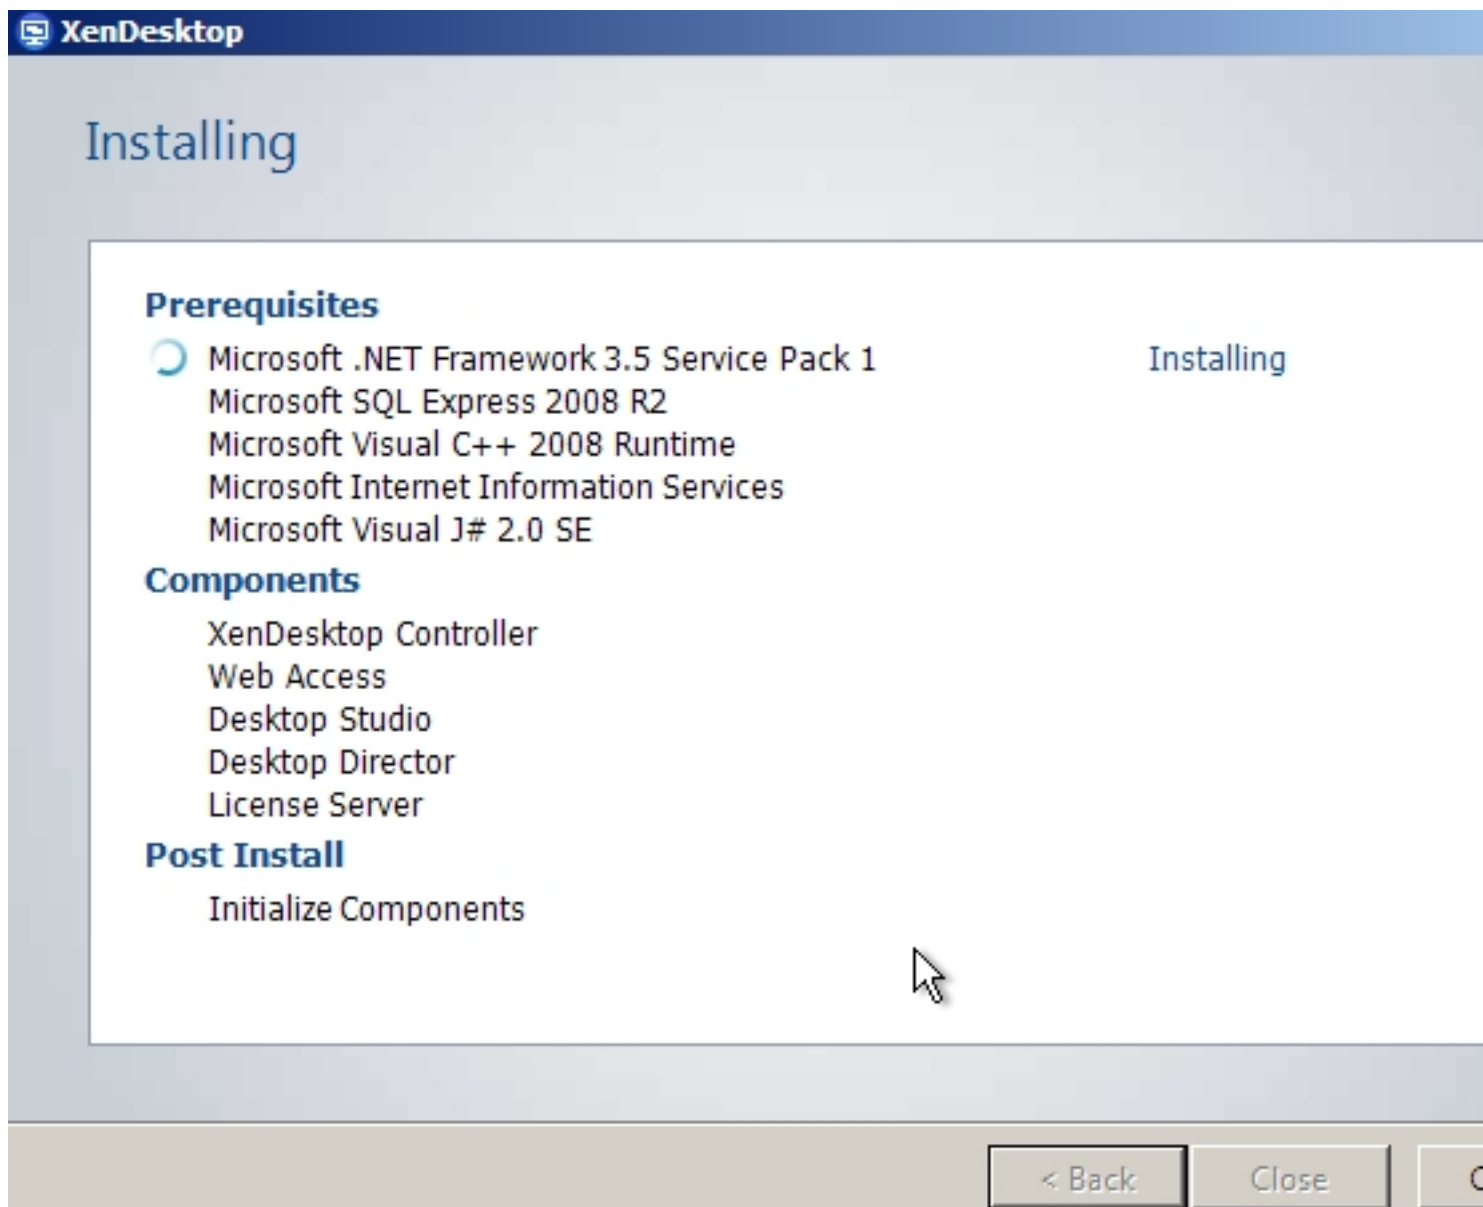 XenDesktop
Installing
Prerequisites
Microsoft .NET Framework 3.5 Service Pack 1 Installing
Microsoft SQL Express 2008 R2
Microsoft Visual C++ 2008 Runtime
Microsoft Internet Information Services
Microsoft Visual J# 2.0 SE
Components
XenDesktop Controller
Web Access
Desktop Studio
Desktop Director
License Server
Post Install
Initialize Components
< Back Close